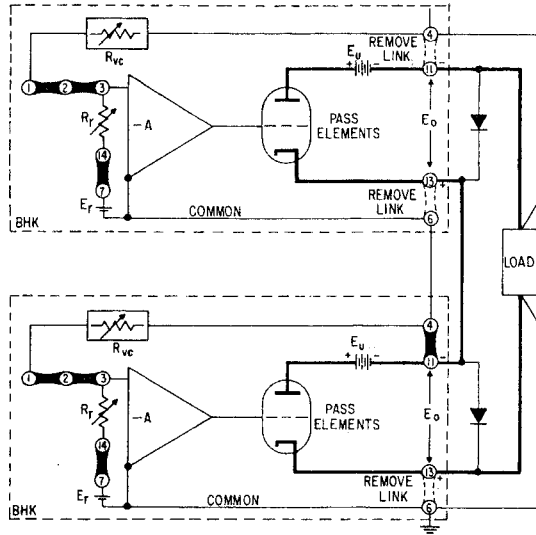 4
REMOVE LINK
RVC
Eu
+ -
11 -
1 2 3
Rr
-A
PASS
ELEMENTS
Eo
14
7
13 +
REMOVE
LINK
Er
COMMON
6
BHK
LOAD
4
RVC
Eu
+ -
11 -
1 2 3
Rr
-A
PASS
ELEMENTS
Eo
14
7
13 +
REMOVE
LINK
Er
COMMON
6
BHK